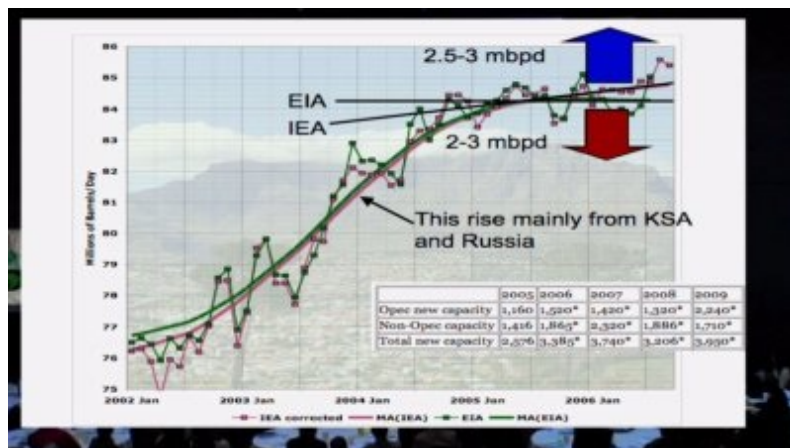 86
85
84
83
82
81
80
79
78
77
76
75
Millions of Barrels/Day
2.5-3 mbpd
EIA
IEA
2-3 mbpd
This rise mainly from KSA
and Russia
2005 2006 2007 2008 2009
Opec new capacity 1,160 1,520* 1,420* 1,320* 2,240*
Non-Opec capacity 1,416 1,865* 2,320* 1,886* 1,710*
Total new capacity 2,576 3,385* 3,740* 3,206* 3,950*
2002 Jan 2003 Jan 2004 Jan 2005 Jan 2006 Jan
IEA corrected MA(IEA) EIA MA(EIA)